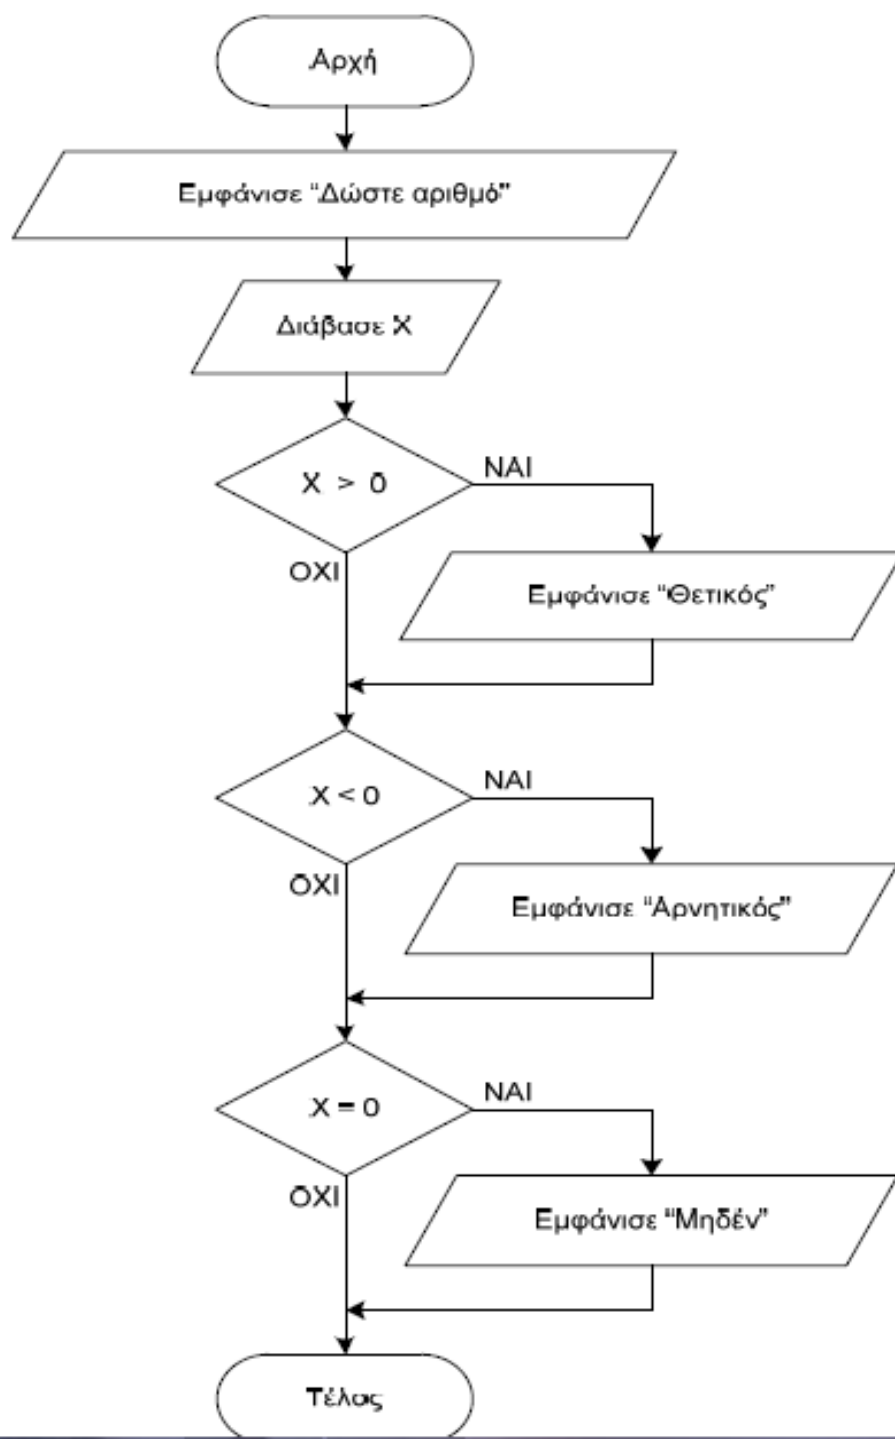 Αρχή
Εμφάνισε “Δώστε αριθμό”
Διάβασε Χ
Χ > 0
ΝΑΙ
ΟΧΙ
Εμφάνισε “Θετικός”
Χ < 0
ΝΑΙ
ΟΧΙ
Εμφάνισε “Αρνητικός”
Χ = 0
ΝΑΙ
ΟΧΙ
Εμφάνισε “Μηδέν”
Τέλος